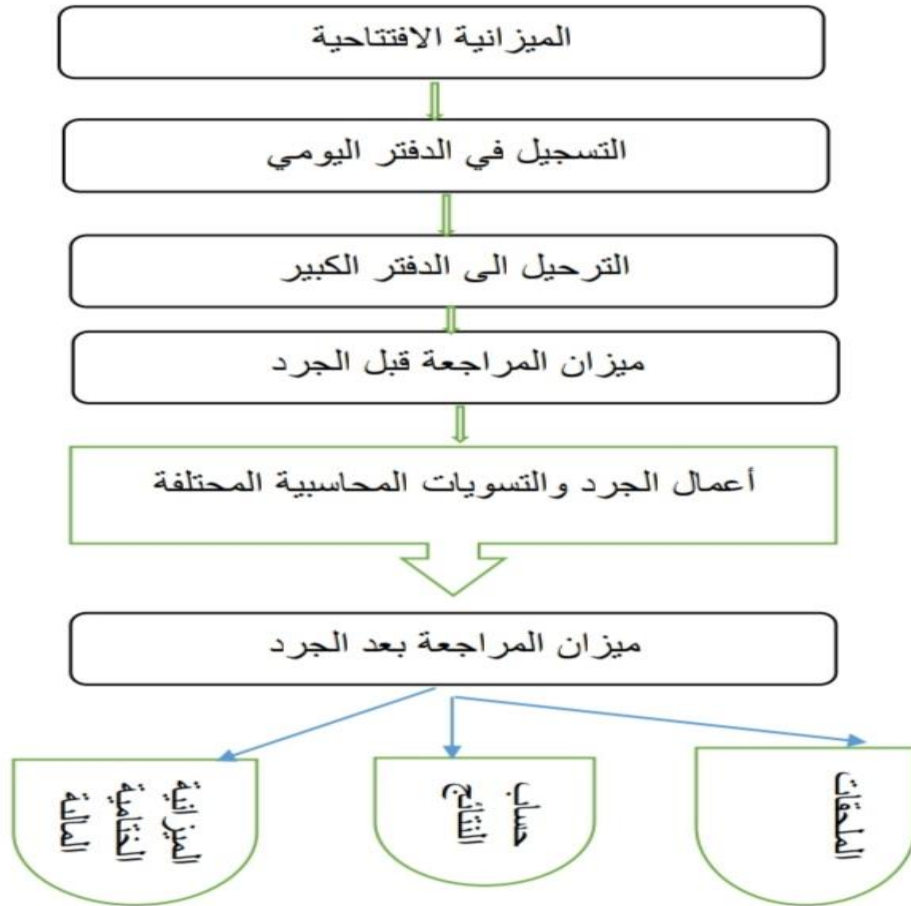 الميزانية الافتتاحية
التسجيل في الدفتر اليومي
الترحيل الى الدفتر الكبير
ميزان المراجعة قبل الجرد
أعمال الجرد والتسويات المحاسبية المحتلفة
ميزان المراجعة بعد الجرد
الملحقات
حساب
النتائج
الميزانية
الختامية
المالية